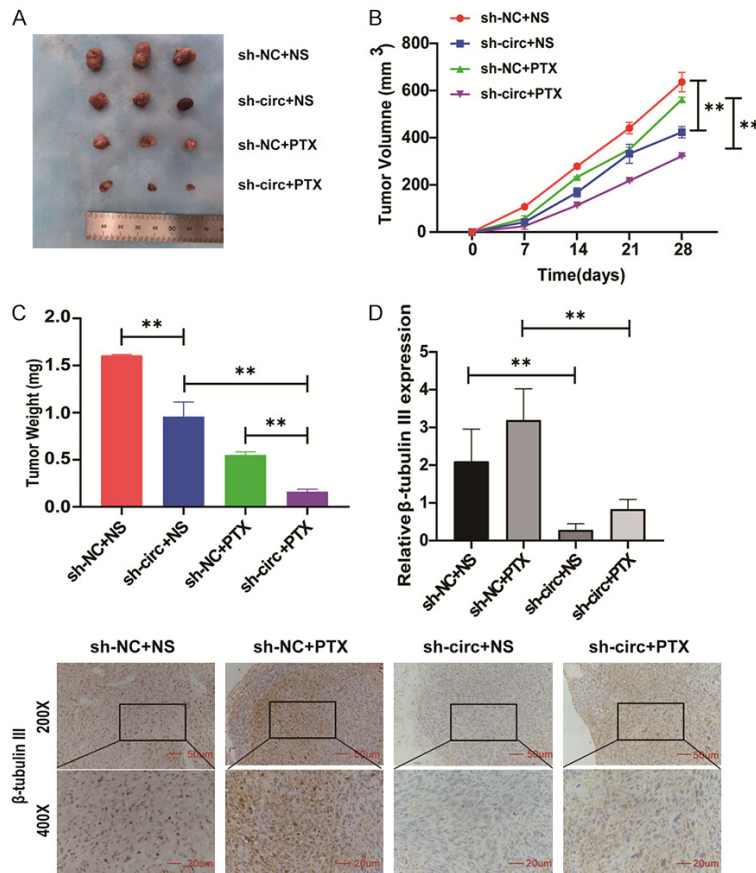 A
sh-NC+NS
sh-circ+NS
sh-NC+PTX
sh-circ+PTX
B
sh-NC+NS
sh-circ+NS
sh-NC+PTX
sh-circ+PTX
Tumor Volumne (mm 3)
800
600
400
200
0
0 7 14 21 28
Time(days)
**
**
C
Tumor Weight (mg)
2.0
1.5
1.0
0.5
0.0
**
**
**
sh-NC+NS
sh-circ+NS
sh-NC+PTX
sh-circ+PTX
D
Relative β-tubulin III expression
5
4
3
2
1
0
**
**
sh-NC+NS
sh-NC+PTX
sh-circ+NS
sh-circ+PTX
sh-NC+NS sh-NC+PTX sh-circ+NS sh-circ+PTX
β-tubulin III
200X
50um 50um 50um 50um
400X
20um 20um 20um 20um